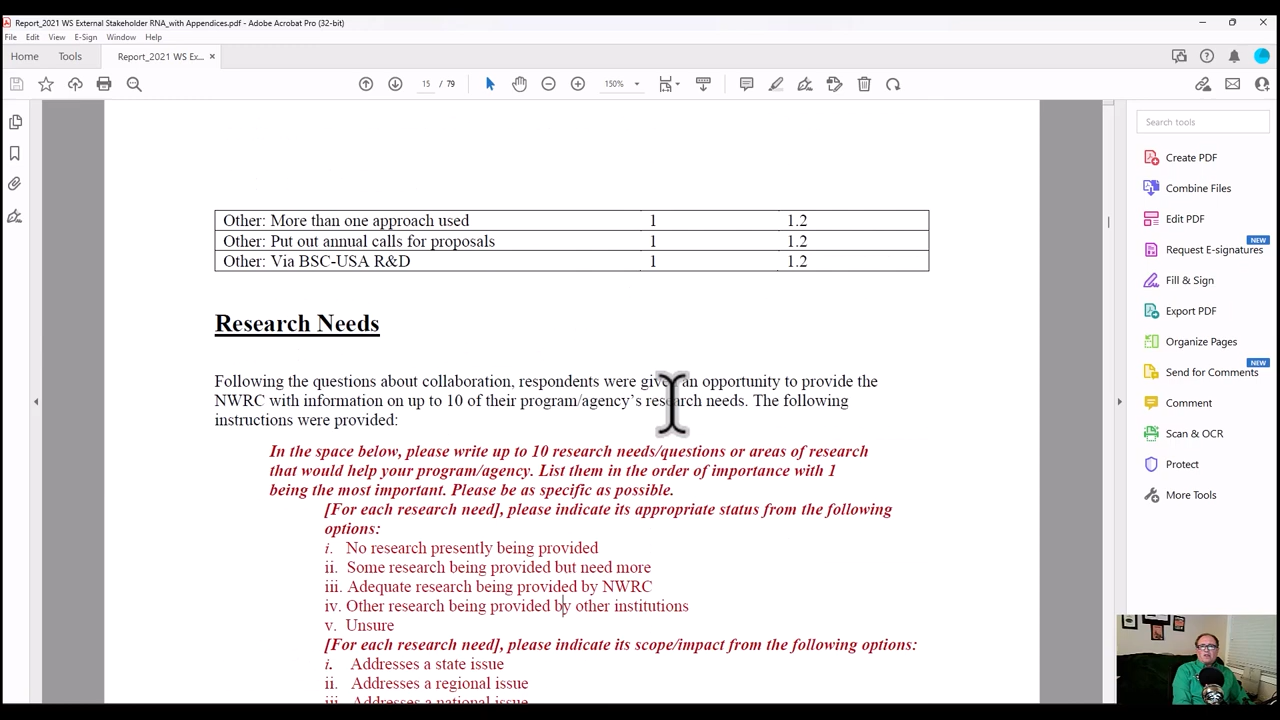 Report_2021 WS External Stakeholder RNA_with Appendices.pdf - Adobe Acrobat Pro (32-bit)
File Edit View E-Sign Window Help
Home Tools Report_2021 WS Ex... ×
15 / 79 150%
Search tools
Create PDF
Combine Files
Edit PDF
NEW
Request E-signatures
Fill & Sign
Export PDF
Organize Pages
NEW
Send for Comments
Comment
Scan & OCR
Protect
More Tools
Other: More than one approach used 1 1.2
Other: Put out annual calls for proposals 1 1.2
Other: Via BSC-USA R&D 1 1.2
Research Needs
Following the questions about collaboration, respondents were given an opportunity to provide the
NWRC with information on up to 10 of their program/agency’s research needs. The following
instructions were provided:
In the space below, please write up to 10 research needs/questions or areas of research
that would help your program/agency. List them in the order of importance with 1
being the most important. Please be as specific as possible.
[For each research need], please indicate its appropriate status from the following
options:
i. No research presently being provided
ii. Some research being provided but need more
iii. Adequate research being provided by NWRC
iv. Other research being provided by other institutions
v. Unsure
[For each research need], please indicate its scope/impact from the following options:
i. Addresses a state issue
ii. Addresses a regional issue
iii. Addresses a national issue